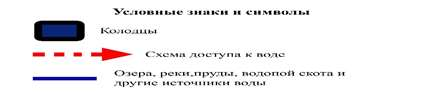 Условные знаки и символы
Колодцы
Схема доступа к воде
Озера, реки,пруды, водопой скота и
другие источники воды